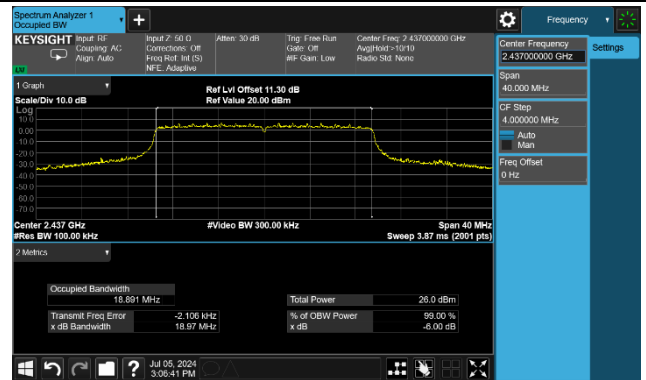 Spectrum Analyzer 1
Occupied BW
Frequency
KEYSIGHT
Input: RF
Coupling: AC
Align: Auto
Input Z: 50 Ω
Corrections: Off
Freq Ref: Int (S)
NFE: Adaptive
Atten: 30 dB
Trig: Free Run
Gate: Off
#IF Gain: Low
Center Freq: 2.437000000 GHz
Avg|Hold:>10/10
Radio Std: None
Center Frequency
2.437000000 GHz
Settings
Span
40.000 MHz
CF Step
4.000000 MHz
Auto
Man
Freq Offset
0 Hz
1 Graph
Scale/Div 10.0 dB
Ref Lvl Offset 11.30 dB
Ref Value 20.00 dBm
Log
10.0
0.00
-10.0
-20.0
-30.0
-40.0
-50.0
-60.0
-70.0
Center 2.437 GHz
#Video BW 300.00 kHz
Span 40 MHz
#Res BW 100.00 kHz
Sweep 3.87 ms (2001 pts)
2 Metrics
Occupied Bandwidth
18.891 MHz
Total Power 26.0 dBm
Transmit Freq Error -2.106 kHz
% of OBW Power 99.00 %
x dB Bandwidth 18.97 MHz
x dB -6.00 dB
?
Jul 05, 2024
3:06:41 PM